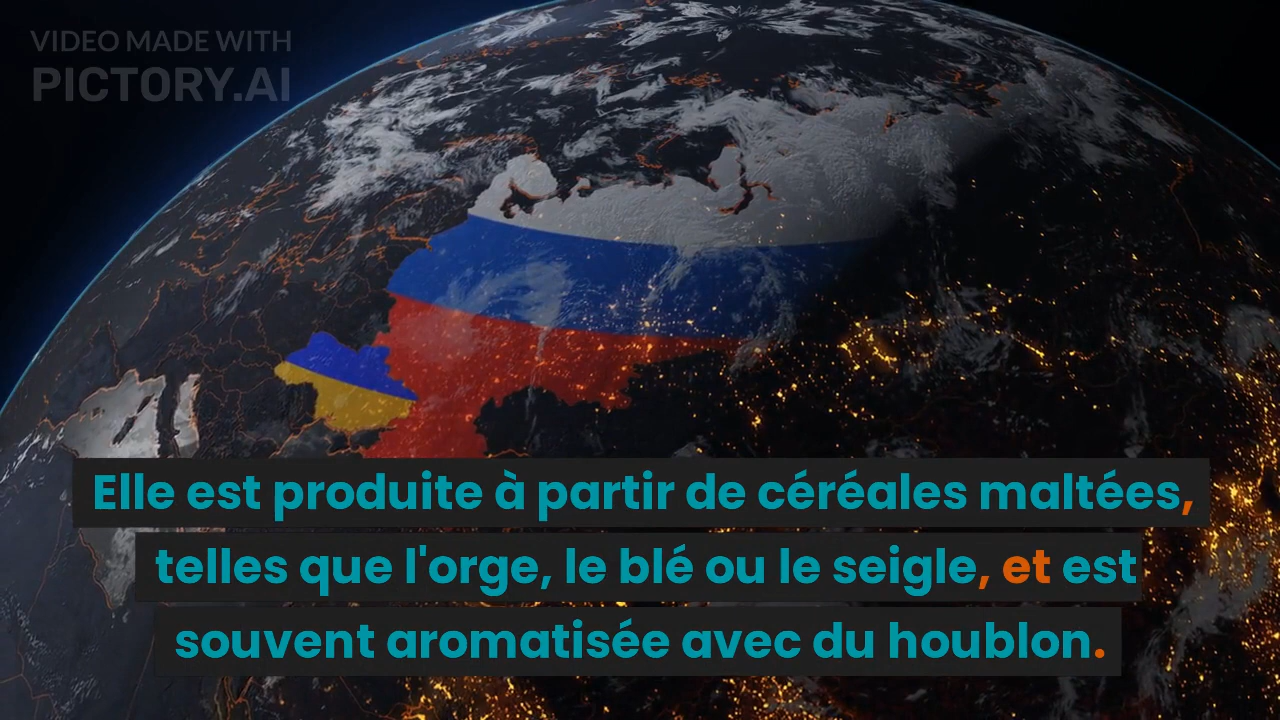 VIDEO MADE WITH
PICTORY.AI
Elle est produite à partir de céréales maltées,
telles que l'orge, le blé ou le seigle, et est
souvent aromatisée avec du houblon.